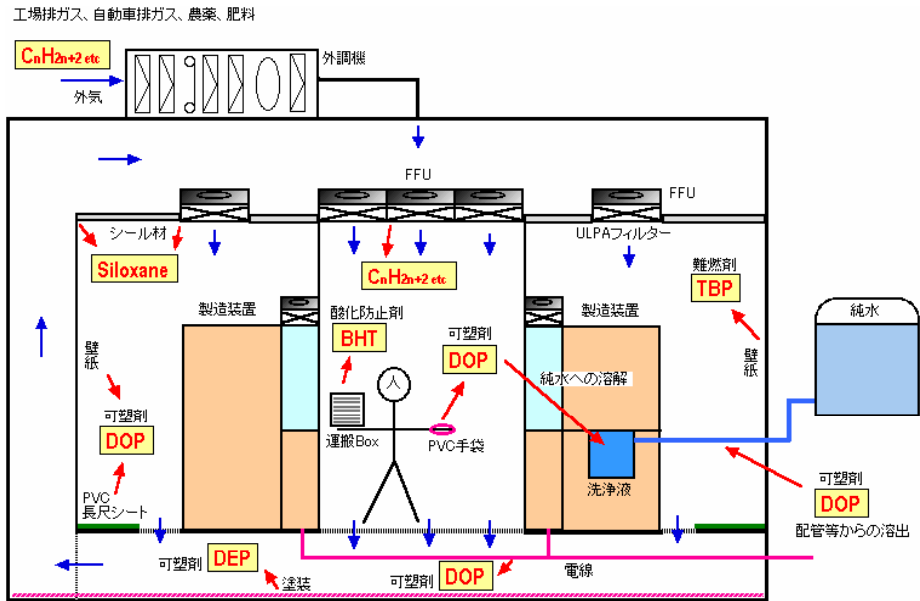 工場排ガス、自動車排ガス、農薬、肥料
CnH2n+2 etc
外気
外調機
FFU
FFU
シール材
ULPAフィルター
Siloxane
CnH2n+2 etc
難燃剤
TBP
純水
製造装置
酸化防止剤
BHT
可塑剤
DOP
製造装置
壁紙
人
純水への溶解
壁紙
可塑剤
DOP
運搬Box
PVC手袋
洗浄液
PVC
長尺シート
可塑剤
DOP
配管等からの溶出
可塑剤
DEP
塗装
可塑剤
DOP
電線